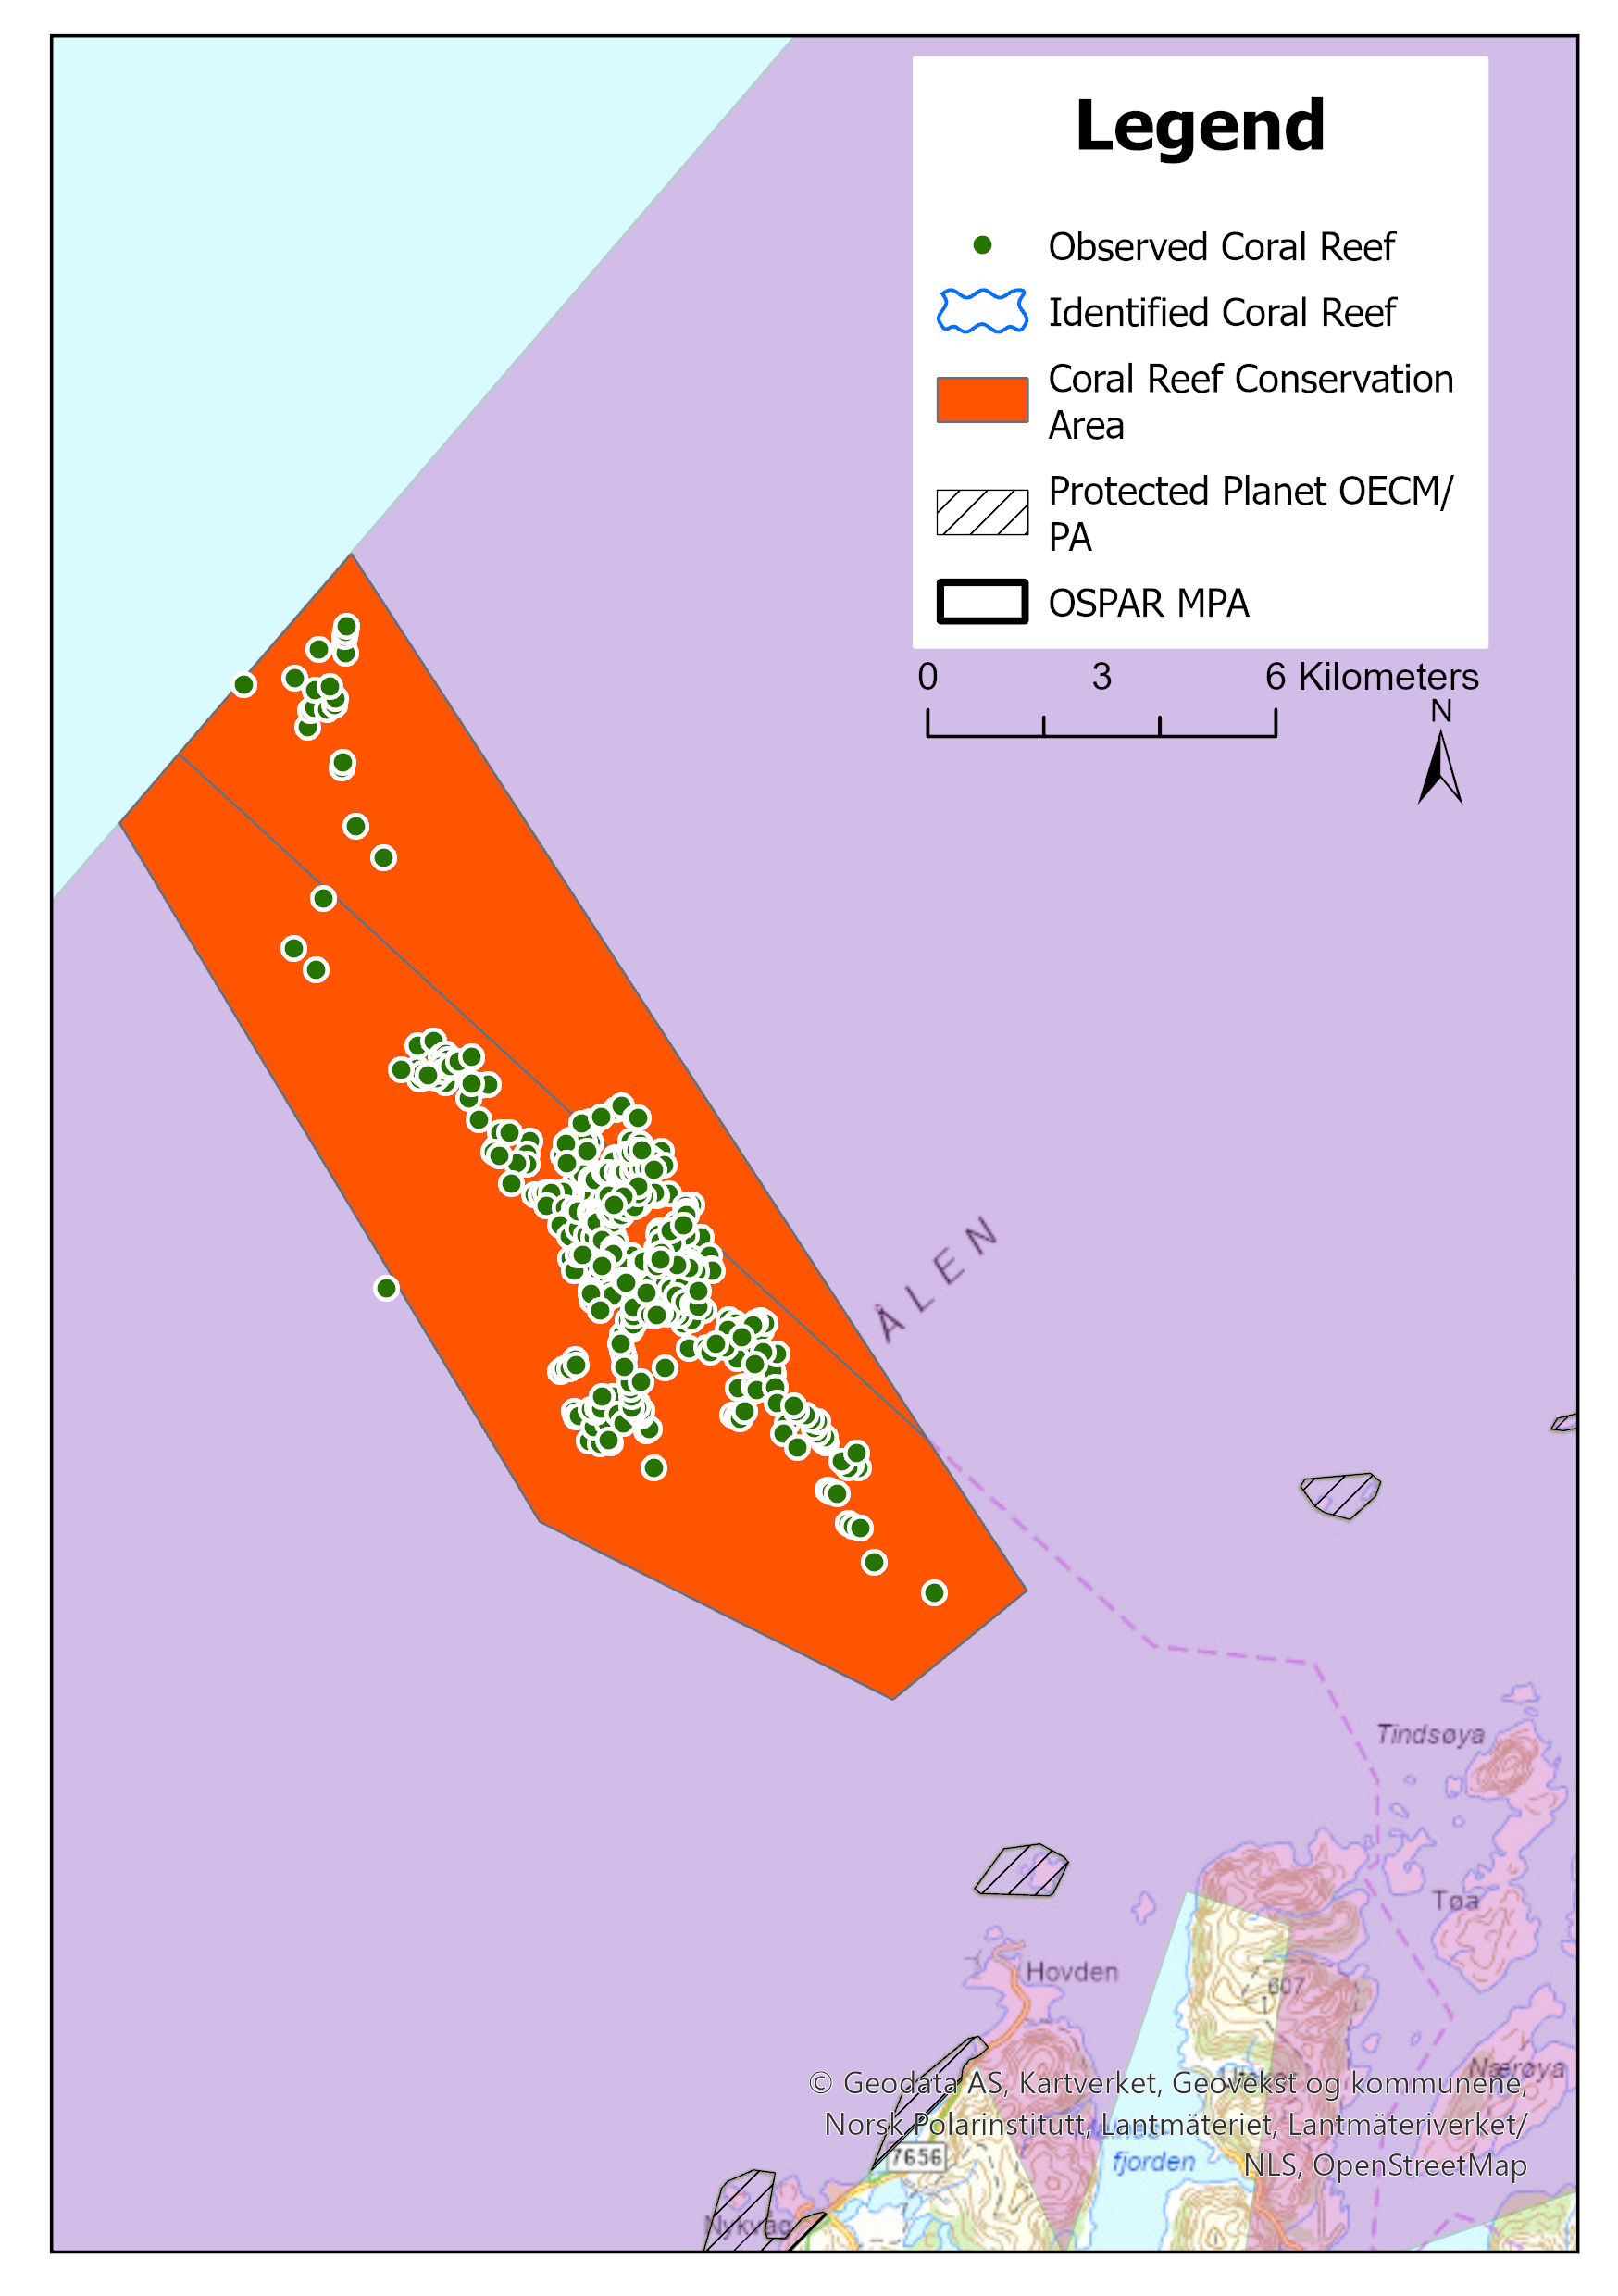 Legend
Observed Coral Reef
Identified Coral Reef
Coral Reef Conservation
Area
Protected Planet OECM/
PA
OSPAR MPA
0 3 6 Kilometers
N
ÅLEN
Tindsøya
Tøa
Hovden
607
Nærøya
© Geodata AS, Kartverket, Geovekst og kommunene,
Norsk Polarinstitutt, Lantmäteriet, Lantmäteriverket/
NLS, OpenStreetMap
7656
fjorden
Nykvåg